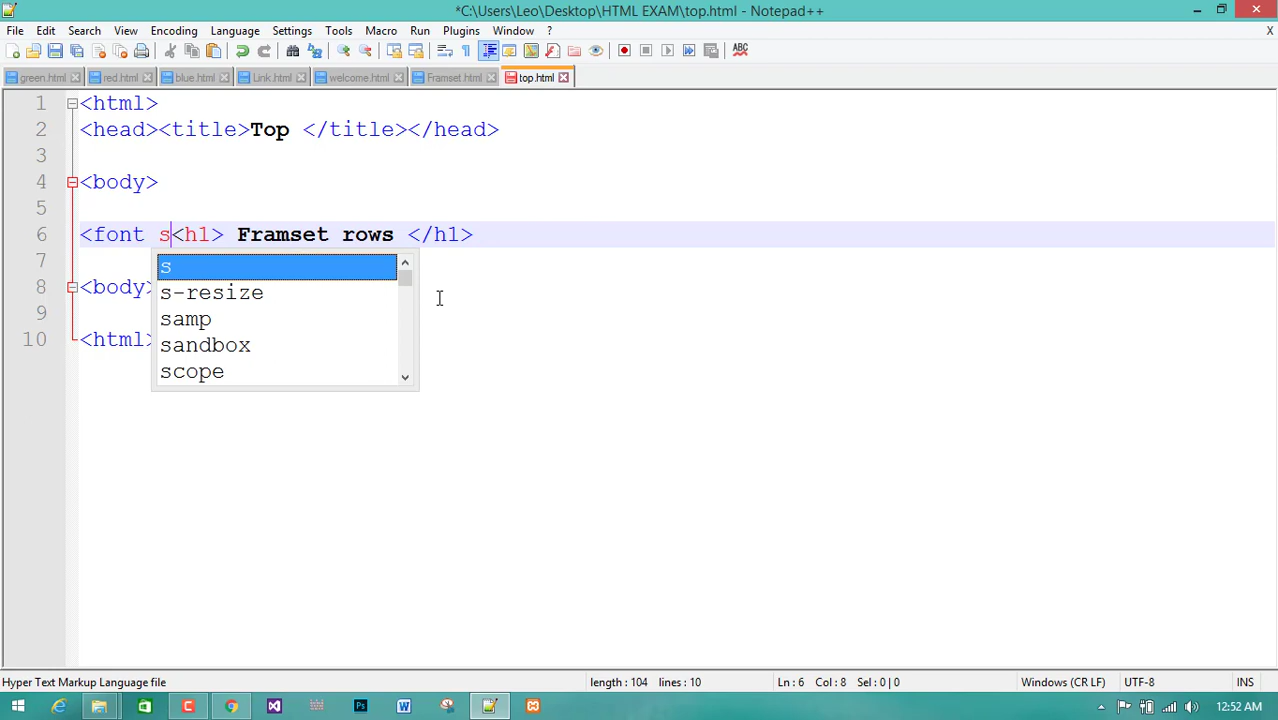 *C:\Users\Leo\Desktop\HTML EXAM\top.html - Notepad++
File Edit Search View Encoding Language Settings Tools Macro Run Plugins Window ? X
green.html red.html blue.html Link.html welcome.html Framset.html top.html
1 <html>
2 <head><title>Top </title></head>
3
4 <body>
5
6 <font s<h1> Framset rows </h1>
7 s
8 <body> s-resize
9 samp
10 <html> sandbox
scope
Hyper Text Markup Language file length : 104 lines : 10 Ln : 6 Col : 8 Sel : 0 | 0 Windows (CR LF) UTF-8 INS
12:52 AM